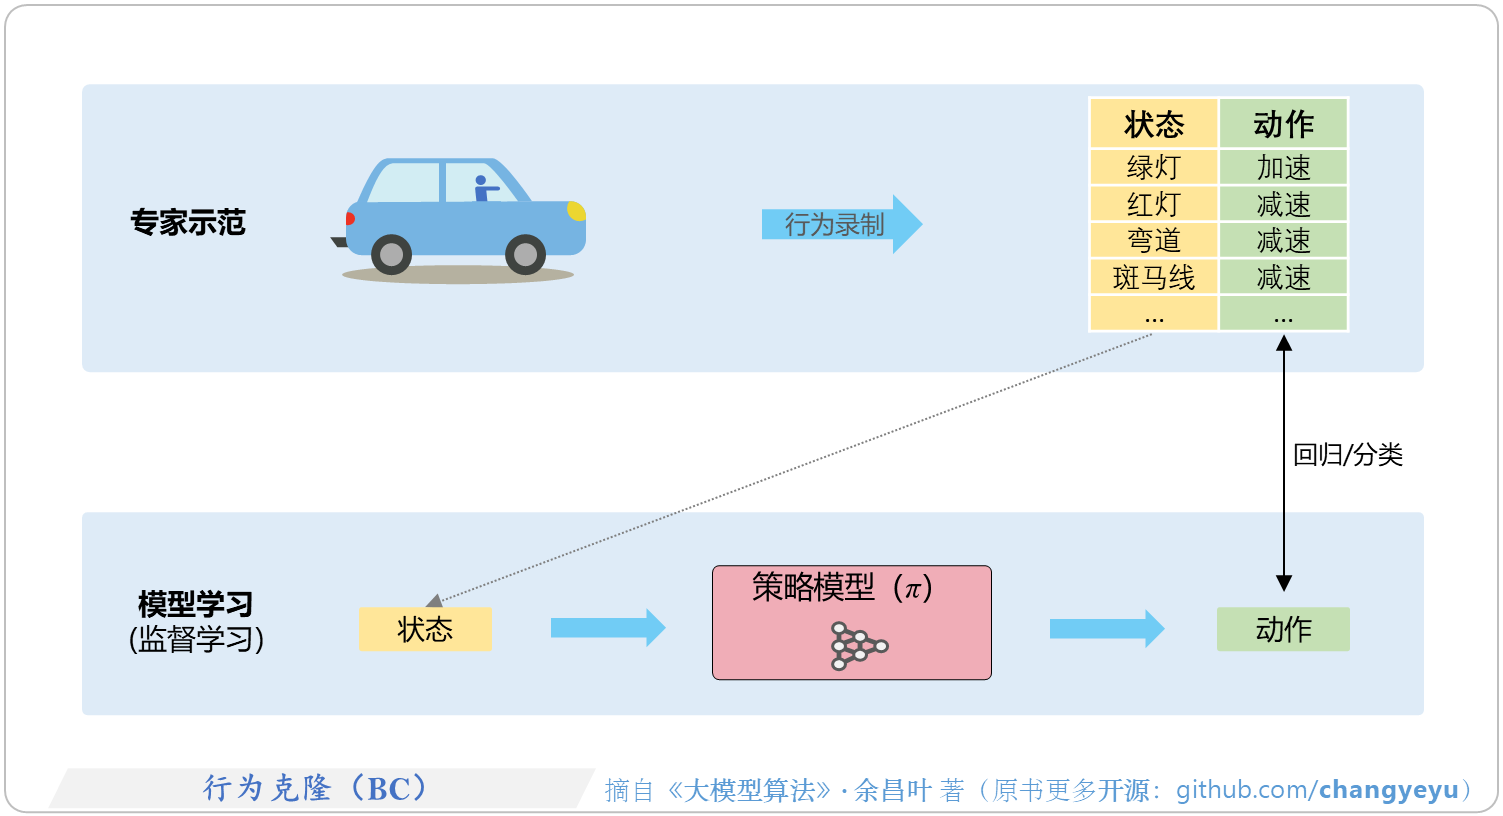 专家示范
行为录制
状态 动作
绿灯 加速
红灯 减速
弯道 减速
斑马线 减速
... ...
回归/分类
模型学习
(监督学习)
状态
策略模型（π）
动作
行为克隆（BC）
摘自《大模型算法》· 余昌叶 著（原书更多开源：github.com/changyeyu）